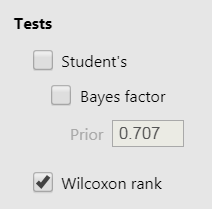 Tests
Student's
Bayes factor
Prior 0.707
Wilcoxon rank